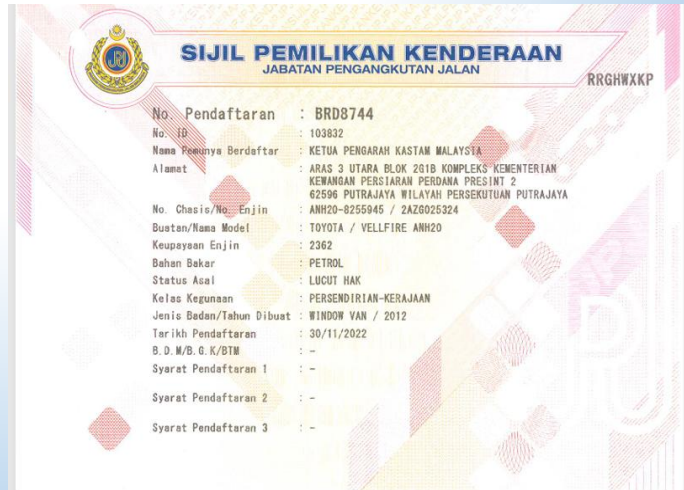 SIJIL PEMILIKAN KENDERAAN
JABATAN PENGANGKUTAN JALAN
RRGHWXKP
No. Pendaftaran : BRD8744
No. ID : 103832
Nama Pemunya Berdaftar : KETUA PENGARAH KASTAM MALAYSIA
Alamat : ARAS 3 UTARA BLOK 2G1B KOMPLEKS KEMENTERIAN
KEWANGAN PERSIARAN PERDANA PRESINT 2
62596 PUTRAJAYA WILAYAH PERSEKUTUAN PUTRAJAYA
No. Chasis/No. Enjin : ANH20-8255945 / 2AZG025324
Buatan/Nama Model : TOYOTA / VELLFIRE ANH20
Keupayaan Enjin : 2362
Bahan Bakar : PETROL
Status Asal : LUCUT HAK
Kelas Kegunaan : PERSENDIRIAN-KERAJAAN
Jenis Badan/Tahun Dibuat : WINDOW VAN / 2012
Tarikh Pendaftaran : 30/11/2022
B.D.M/B.G.K/BTM : -
Syarat Pendaftaran 1 : -
Syarat Pendaftaran 2 : -
Syarat Pendaftaran 3 : -